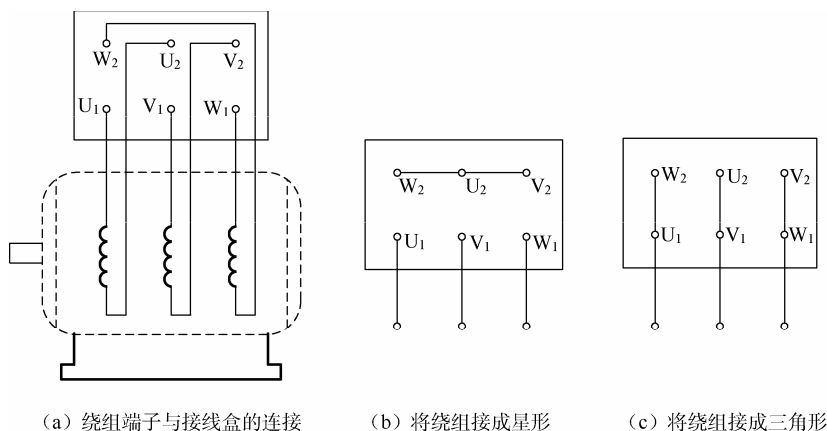 W₂ U₂ V₂
U₁ V₁ W₁
W₂ U₂ V₂
U₁ V₁ W₁
W₂ U₂ V₂
U₁ V₁ W₁
（a）绕组端子与接线盒的连接
（b）将绕组接成星形
（c）将绕组接成三角形